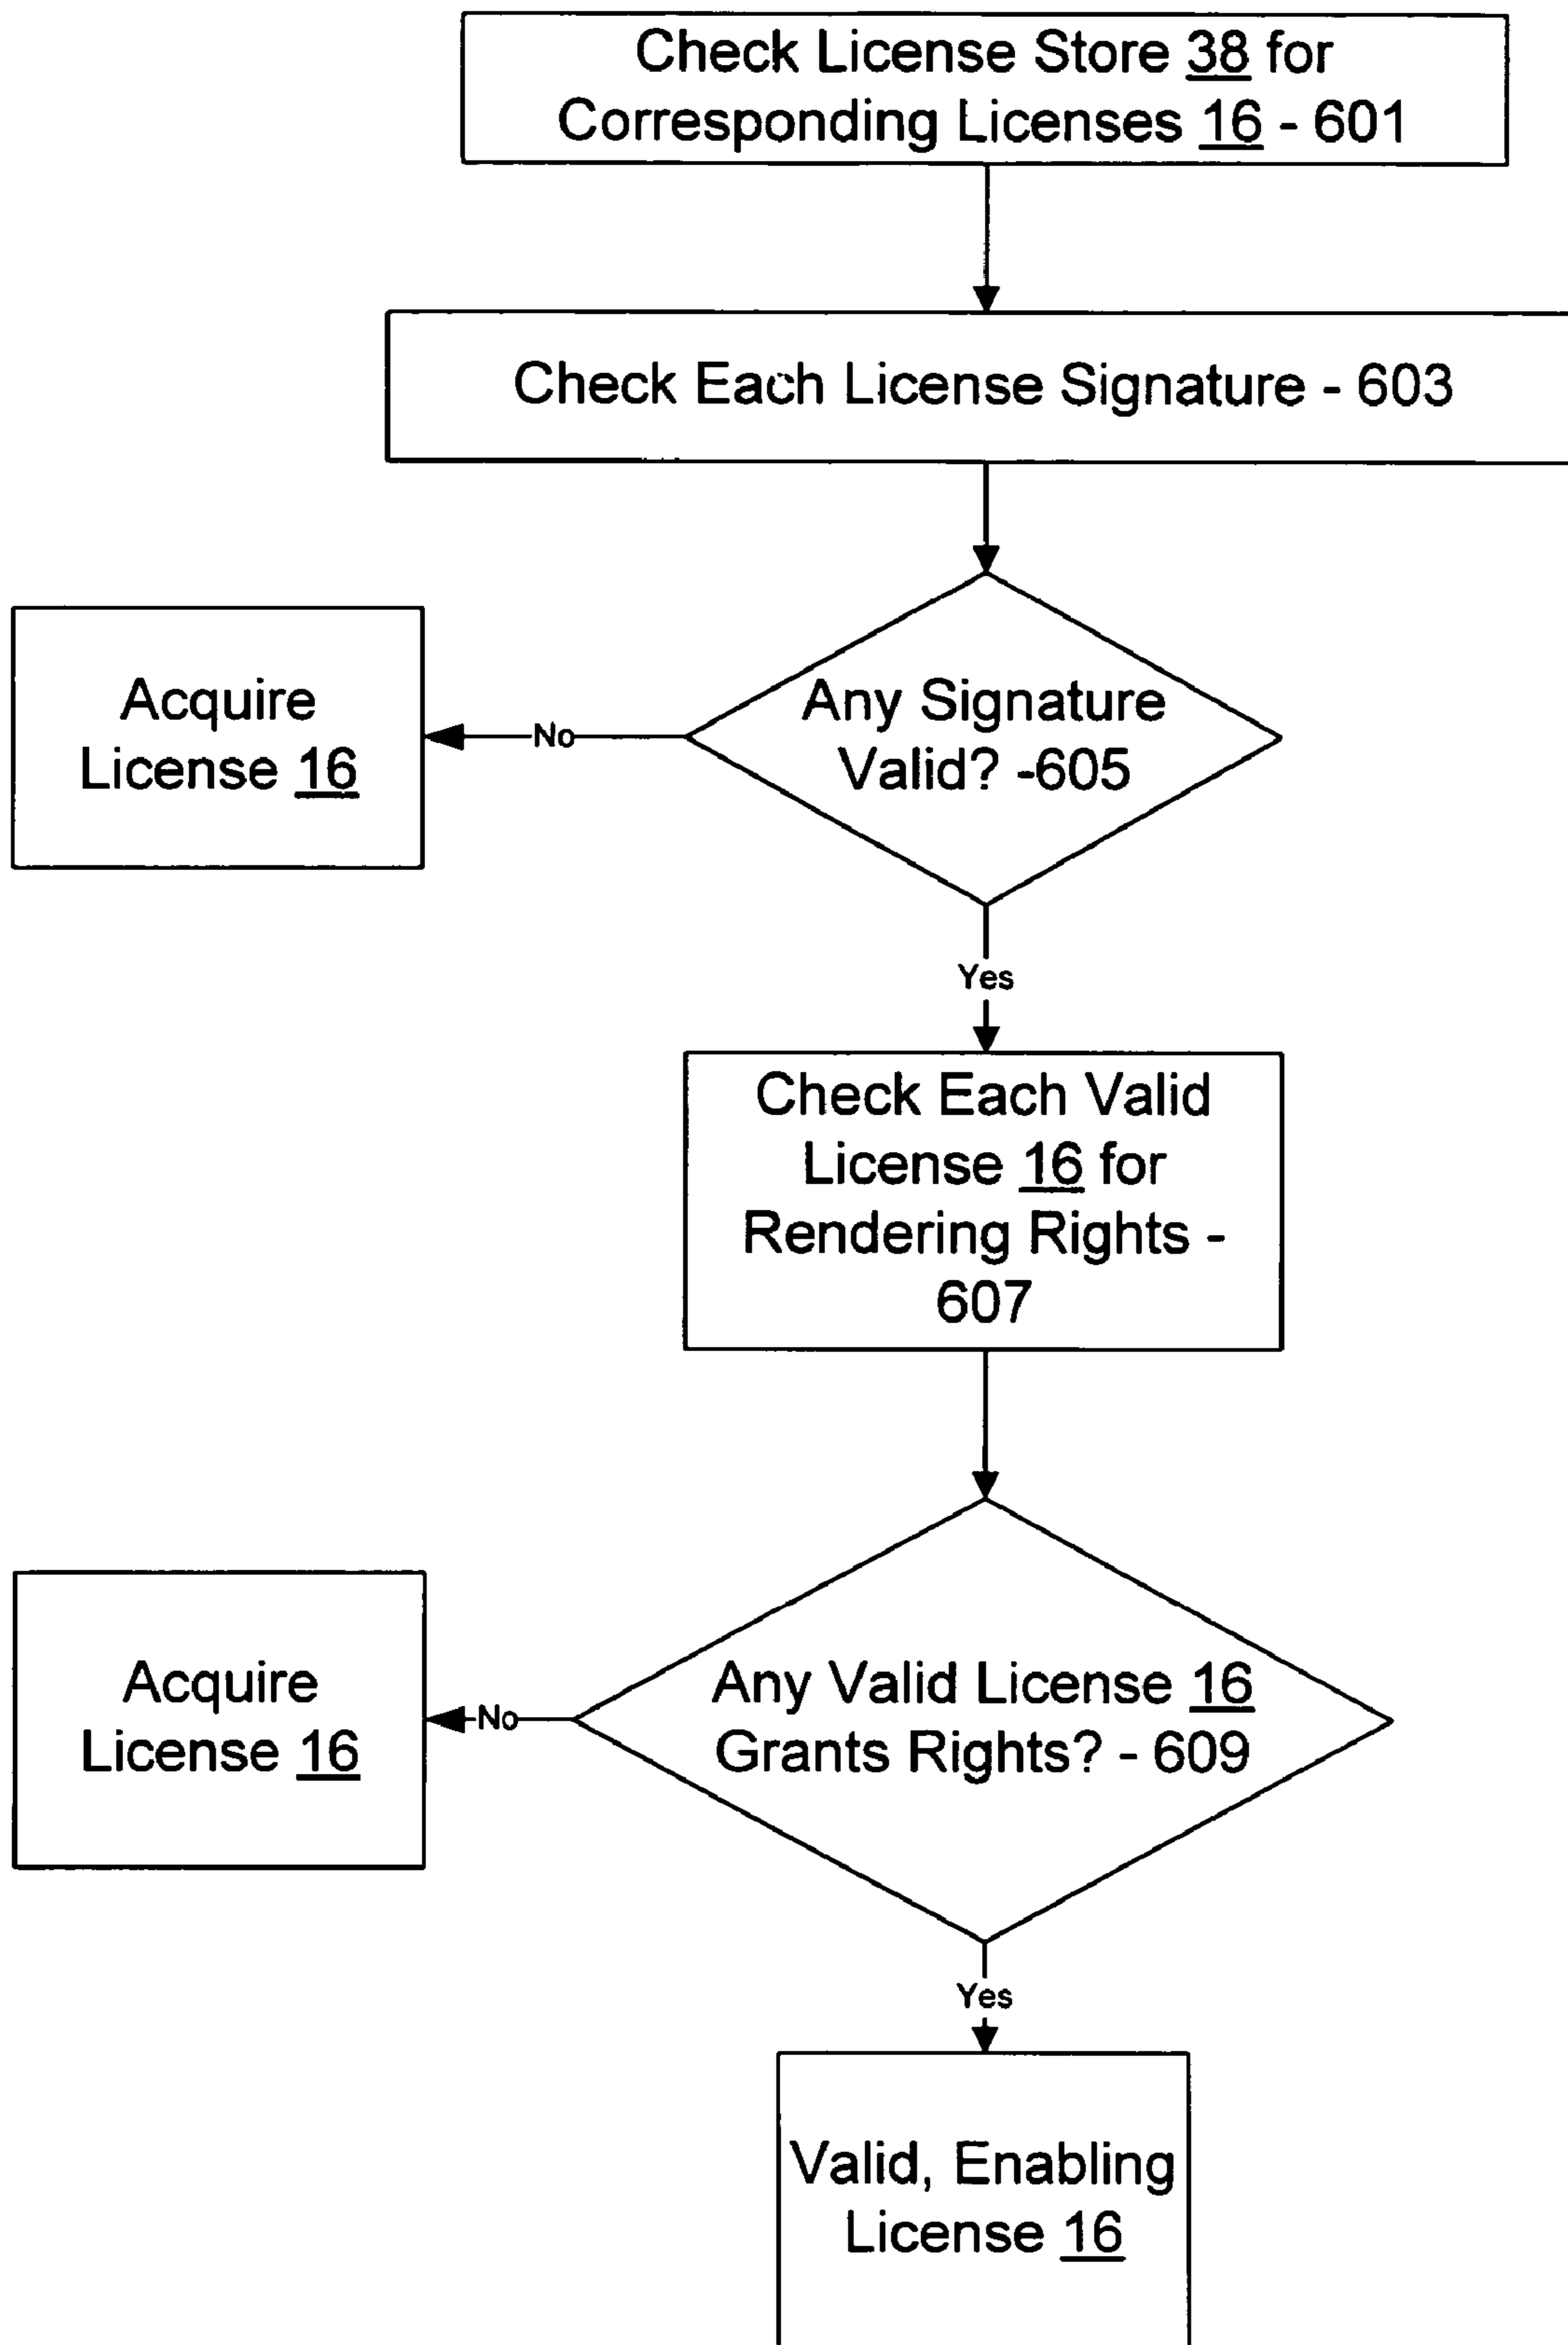 Check License Store 38 for
Corresponding Licenses 16 - 601
Check Each License Signature - 603
Any Signature
Valid? -605
No
Acquire
License 16
Yes
Check Each Valid
License 16 for
Rendering Rights -
607
Any Valid License 16
Grants Rights? - 609
No
Acquire
License 16
Yes
Valid, Enabling
License 16